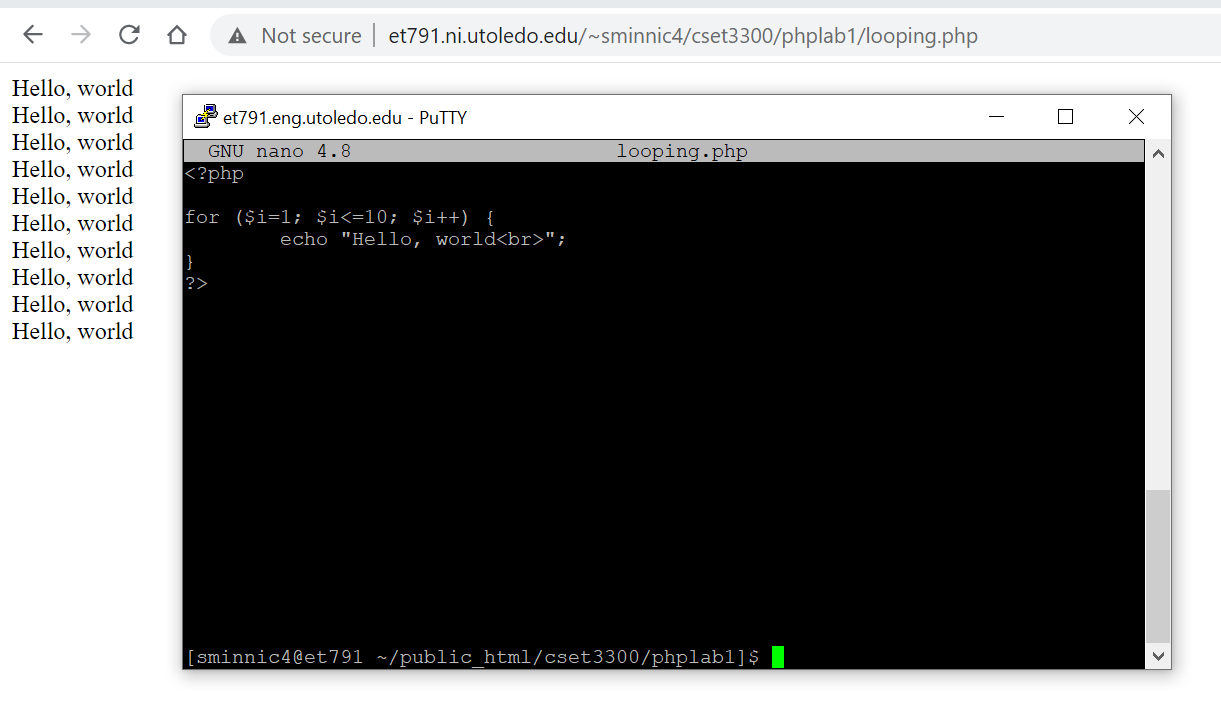 Not secure | et791.ni.utoledo.edu/~sminnic4/cset3300/phplab1/looping.php
Hello, world
Hello, world
Hello, world
Hello, world
Hello, world
Hello, world
Hello, world
Hello, world
Hello, world
Hello, world
et791.eng.utoledo.edu - PuTTY
GNU nano 4.8 looping.php
<?php
for ($i=1; $i<=10; $i++) {
echo "Hello, world<br>";
}
?>
[sminnic4@et791 ~/public_html/cset3300/phplab1]$